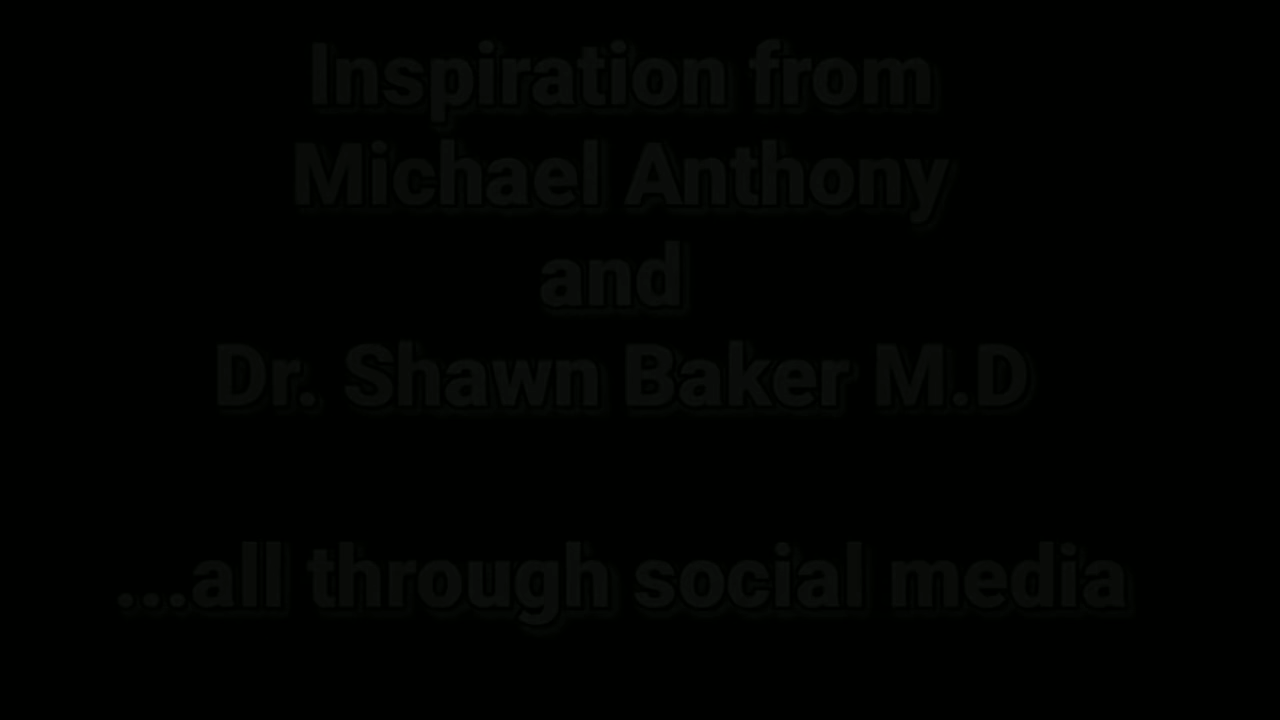 Inspiration from
Michael Anthony
and
Dr. Shawn Baker M.D
...all through social media